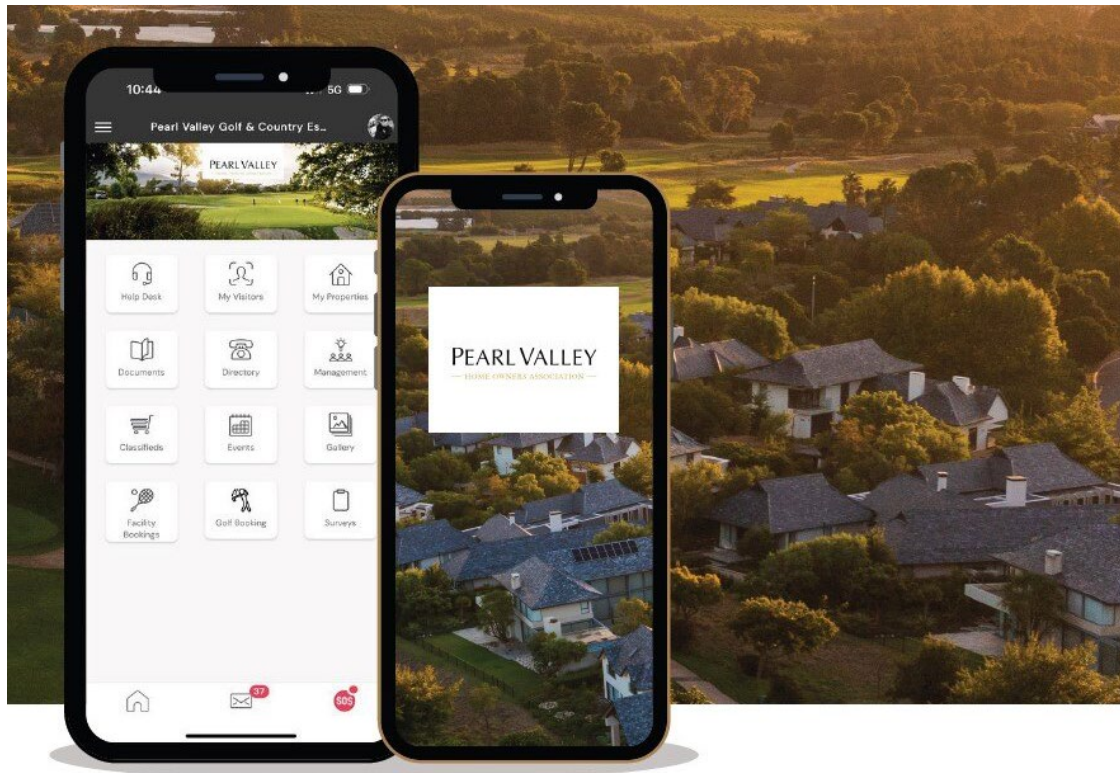 10:44
5G
Pearl Valley Golf & Country Es...
PEARL VALLEY
Help Desk
My Visitors
My Properties
Documents
Directory
Management
Classifieds
Events
Gallery
Facility
Bookings
Golf Booking
Surveys
37
SOS
PEARL VALLEY
HOME OWNERS ASSOCIATION